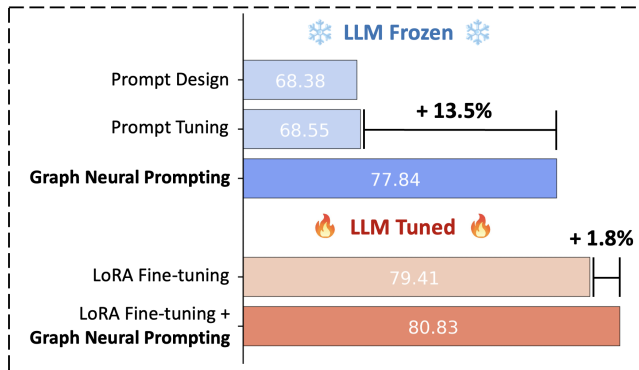 LLM Frozen
Prompt Design
68.38
Prompt Tuning
68.55
+ 13.5%
Graph Neural Prompting
77.84
LLM Tuned
+ 1.8%
LoRA Fine-tuning
79.41
LoRA Fine-tuning +
Graph Neural Prompting
80.83